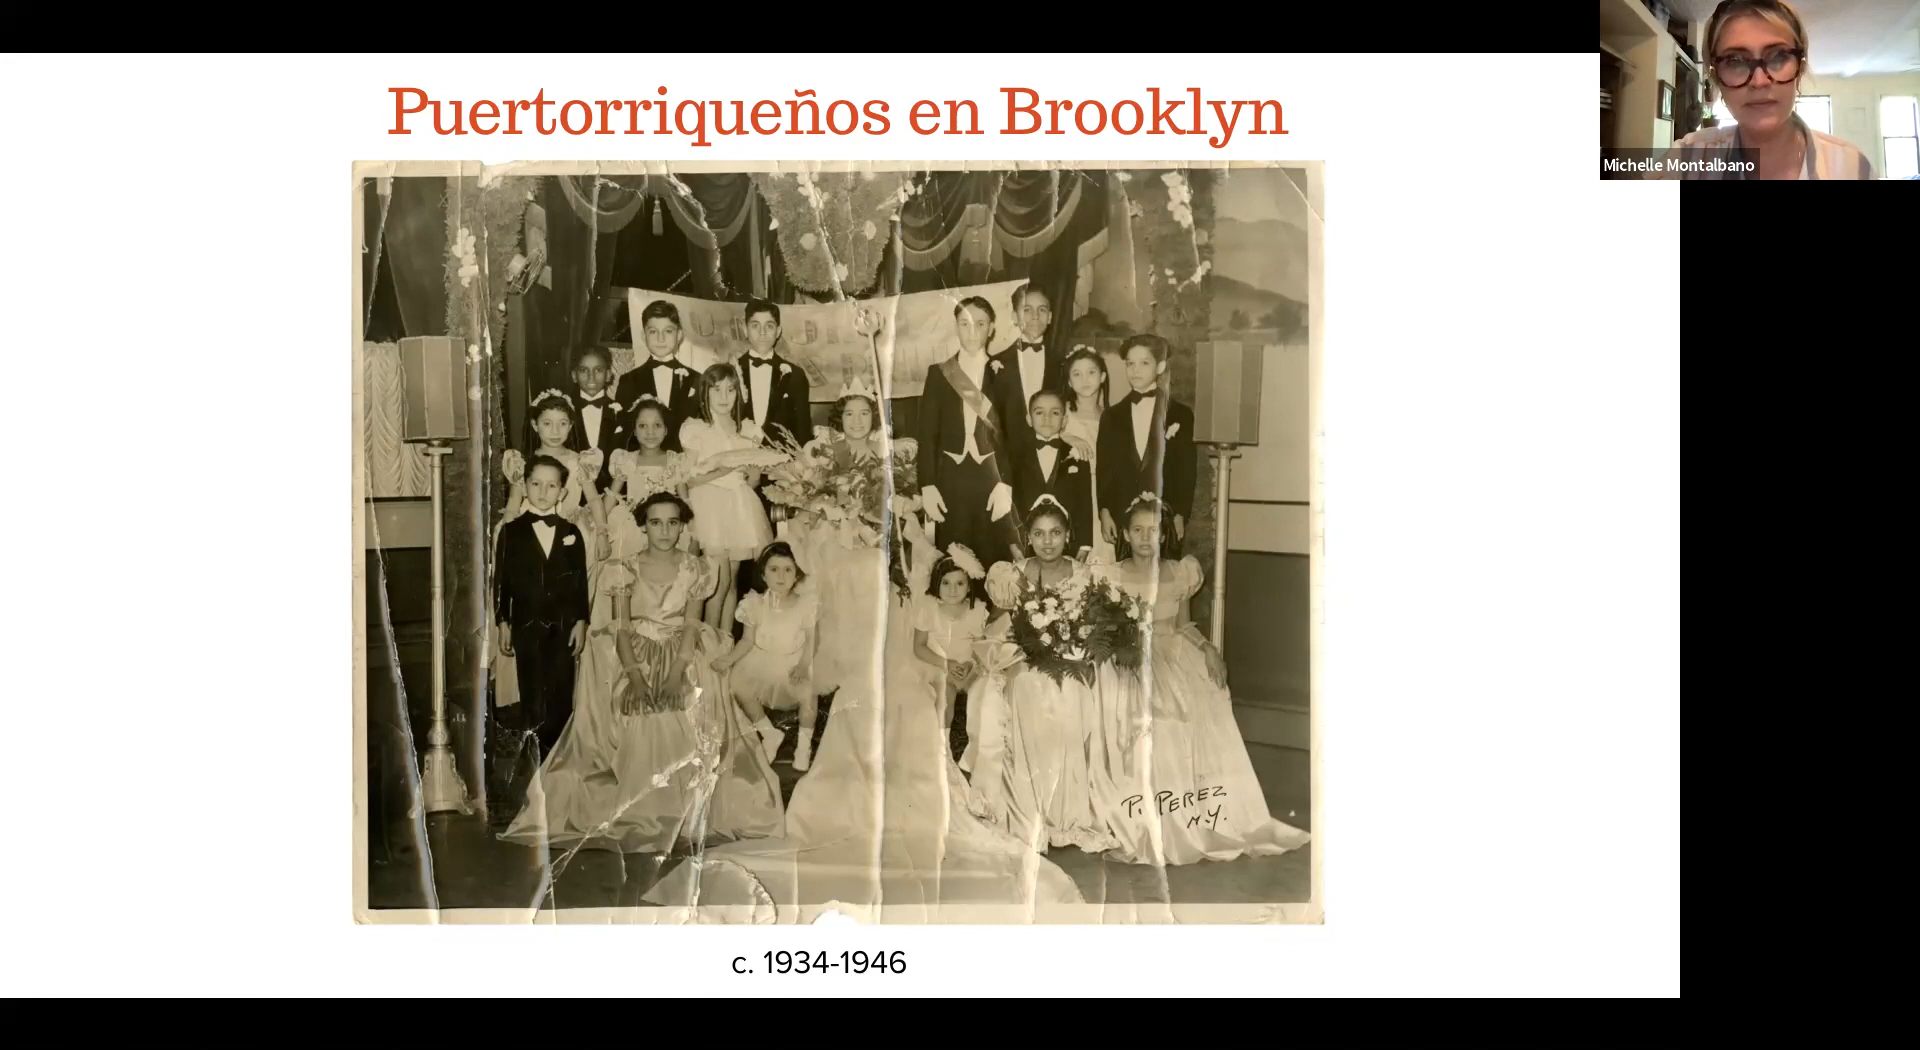 Puertorriqueños en Brooklyn
Michelle Montalbano
P. PEREZ
N.Y.
c. 1934-1946